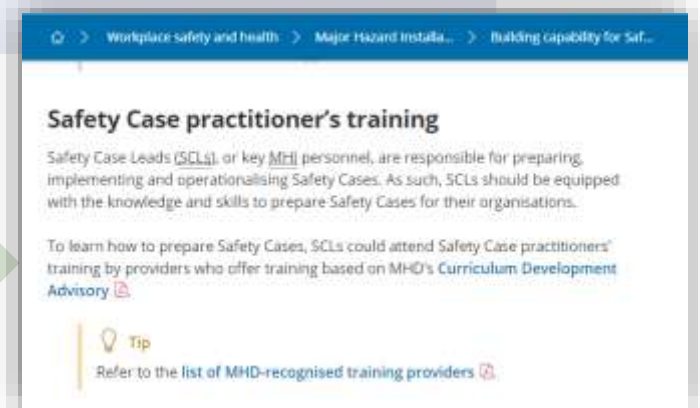 Workplace safety and health > Major Hazard Installa... > Building capability for Saf...
Safety Case practitioner's training
Safety Case Leads (SCLs), or key MHI personnel, are responsible for preparing,
implementing and operationalising Safety Cases. As such, SCLs should be equipped
with the knowledge and skills to prepare Safety Cases for their organisations.
To learn how to prepare Safety Cases, SCLs could attend Safety Case practitioners'
training by providers who offer training based on MHD's Curriculum Development
Advisory
Tip
Refer to the list of MHD-recognised training providers